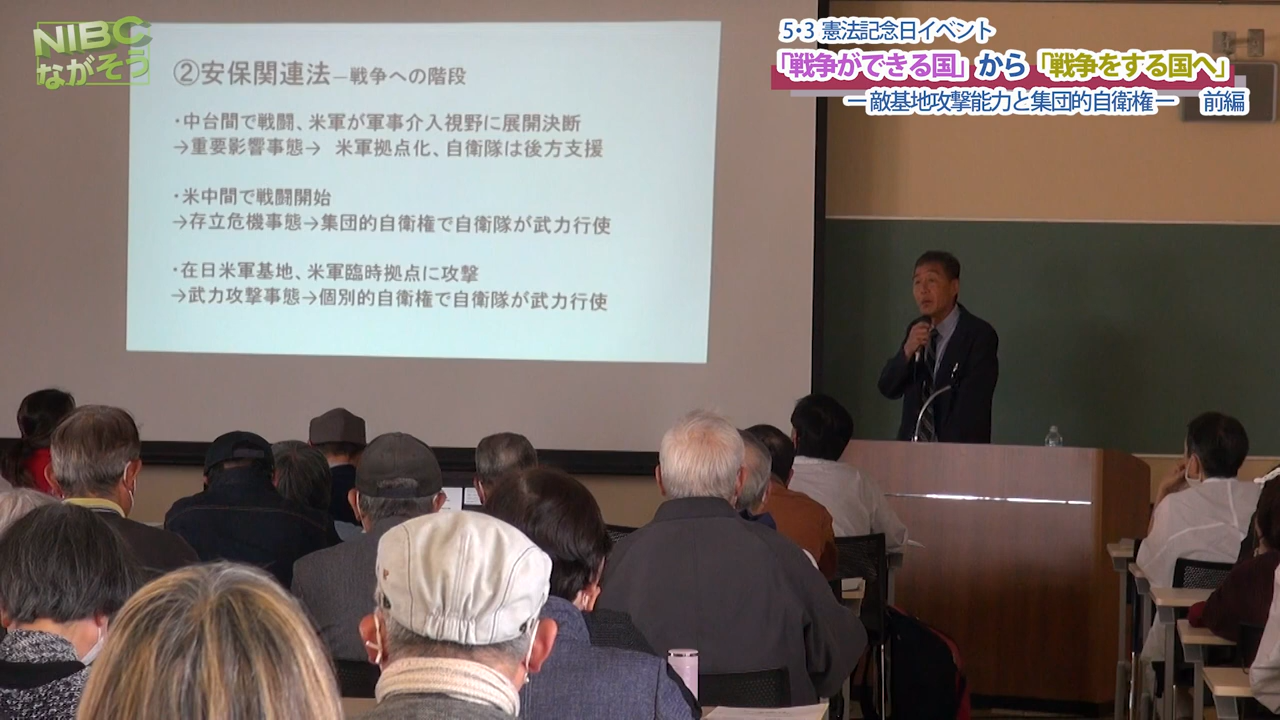 NIBC
ながそう
5・3 憲法記念日イベント
「戦争ができる国」から「戦争をする国へ」
― 敵基地攻撃能力と集団的自衛権 ― 前編
②安保関連法―戦争への階段
・中台間で戦闘、米軍が軍事介入視野に展開決断
→重要影響事態→ 米軍拠点化、自衛隊は後方支援
・米中間で戦闘開始
→存立危機事態→集団的自衛権で自衛隊が武力行使
・在日米軍基地、米軍臨時拠点に攻撃
→武力攻撃事態→個別的自衛権で自衛隊が武力行使